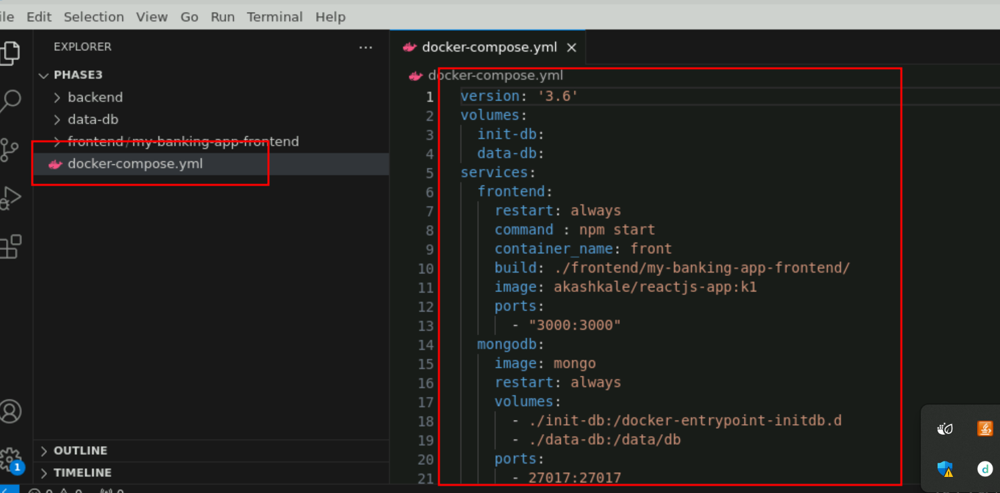 ile Edit Selection View Go Run Terminal Help
EXPLORER ...
PHASE3
backend
data-db
frontend/my-banking-app-frontend
docker-compose.yml
OUTLINE
TIMELINE
1
docker-compose.yml ×
docker-compose.yml
1 version: '3.6'
2 volumes:
3 init-db:
4 data-db:
5 services:
6 frontend:
7 restart: always
8 command : npm start
9 container_name: front
10 build: ./frontend/my-banking-app-frontend/
11 image: akashkale/reactjs-app:k1
12 ports:
13 - "3000:3000"
14 mongodb:
15 image: mongo
16 restart: always
17 volumes:
18 - ./init-db:/docker-entrypoint-initdb.d
19 - ./data-db:/data/db
20 ports:
21 - 27017:27017
d